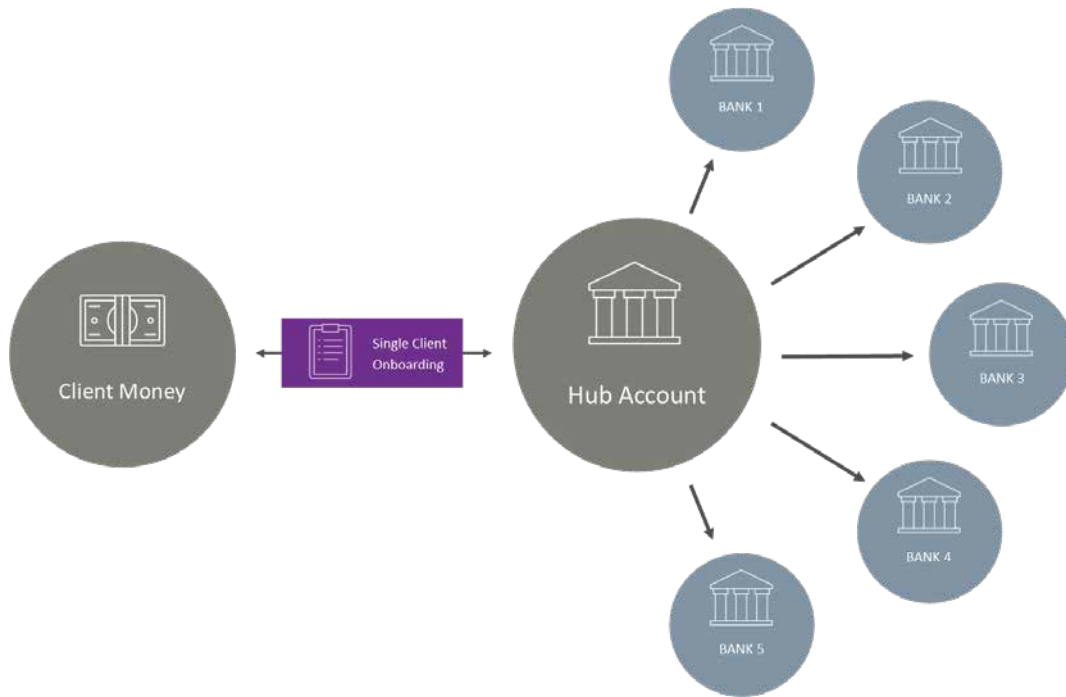 Client Money
Single Client
Onboarding
Hub Account
BANK 1
BANK 2
BANK 3
BANK 4
BANK 5